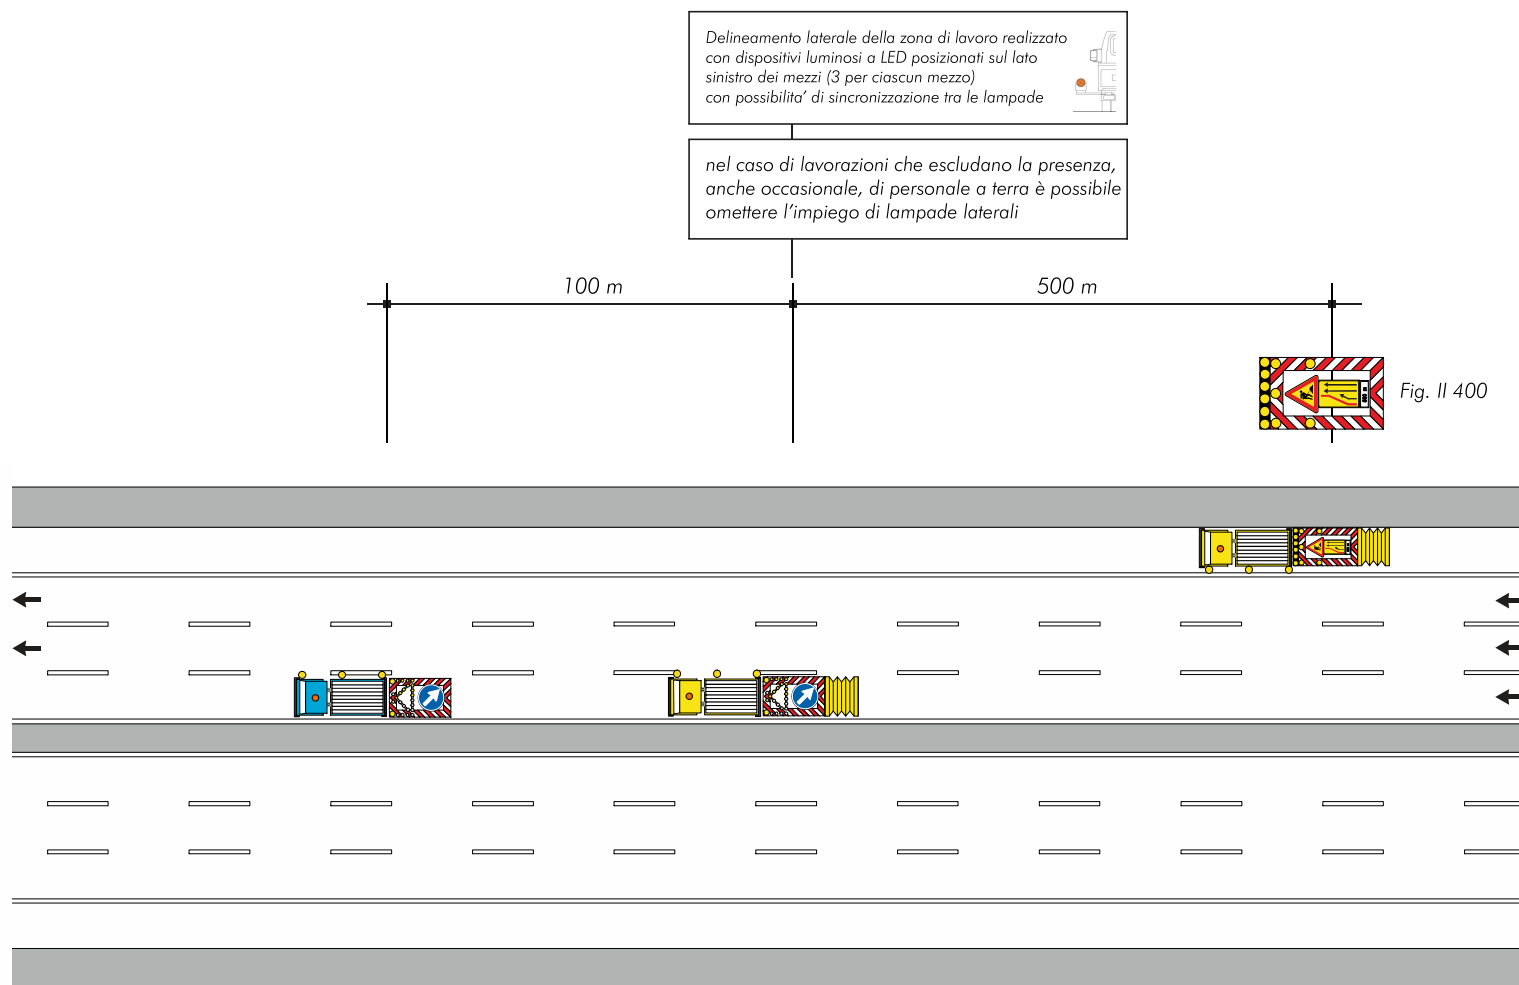 Delineamento laterale della zona di lavoro realizzato
con dispositivi luminosi a LED posizionati sul lato
sinistro dei mezzi (3 per ciascun mezzo)
con possibilita' di sincronizzazione tra le lampade
nel caso di lavorazioni che escludano la presenza,
anche occasionale, di personale a terra è possibile
omettere l'impiego di lampade laterali
100 m
500 m
Fig. II 400